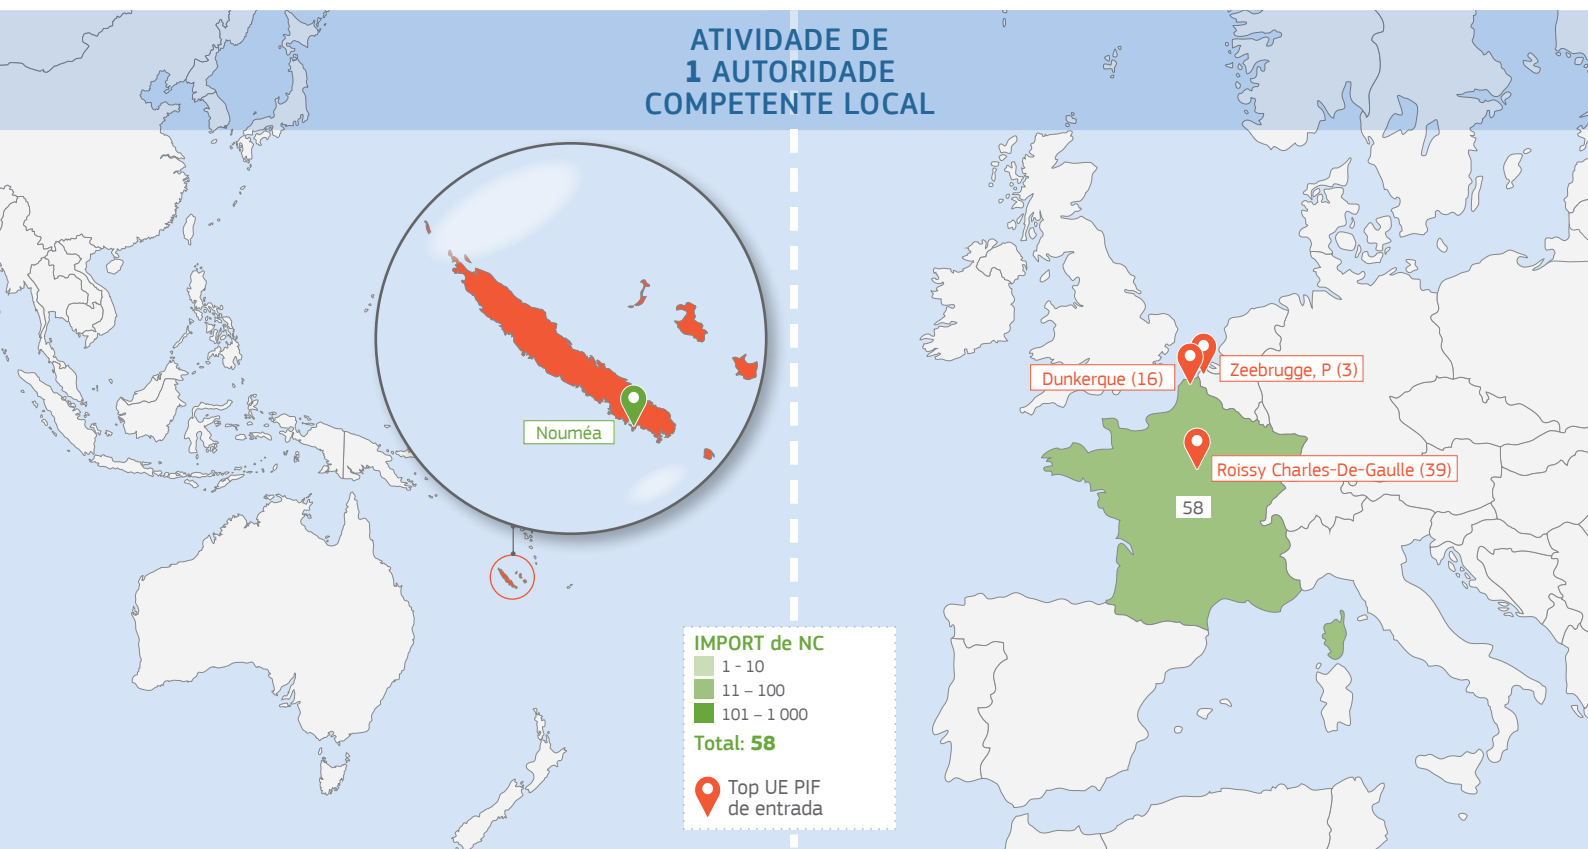 ATIVIDADE DE
1 AUTORIDADE
COMPETENTE LOCAL
Nouméa
Dunkerque (16)
Zeebrugge, P (3)
Roissy Charles-De-Gaulle (39)
58
IMPORT de NC
1 - 10
11 – 100
101 – 1 000
Total: 58
Top UE PIF
de entrada